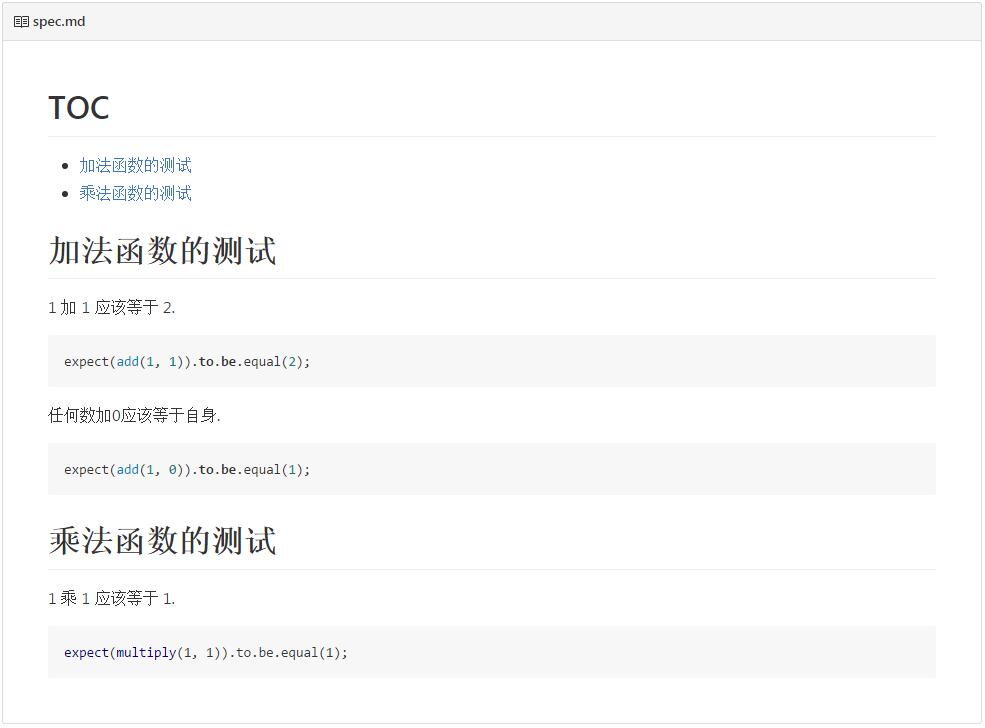 spec.md
TOC
加法函数的测试
乘法函数的测试
加法函数的测试
1 加 1 应该等于 2.
expect(add(1, 1)).to.be.equal(2);
任何数加0应该等于自身.
expect(add(1, 0)).to.be.equal(1);
乘法函数的测试
1 乘 1 应该等于 1.
expect(multiply(1, 1)).to.be.equal(1);